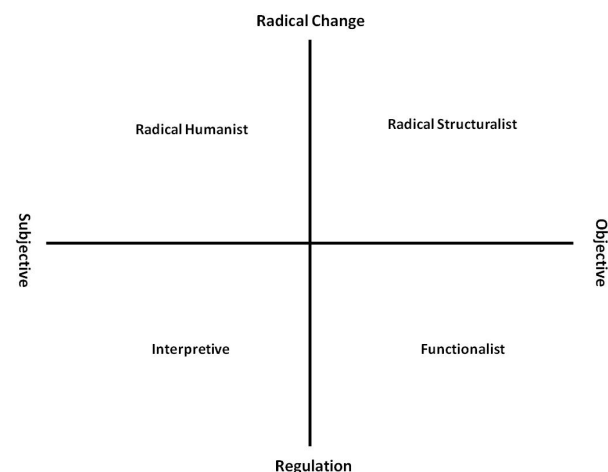 Radical Change
Radical Humanist
Radical Structuralist
Subjective
Objective
Interpretive
Functionalist
Regulation